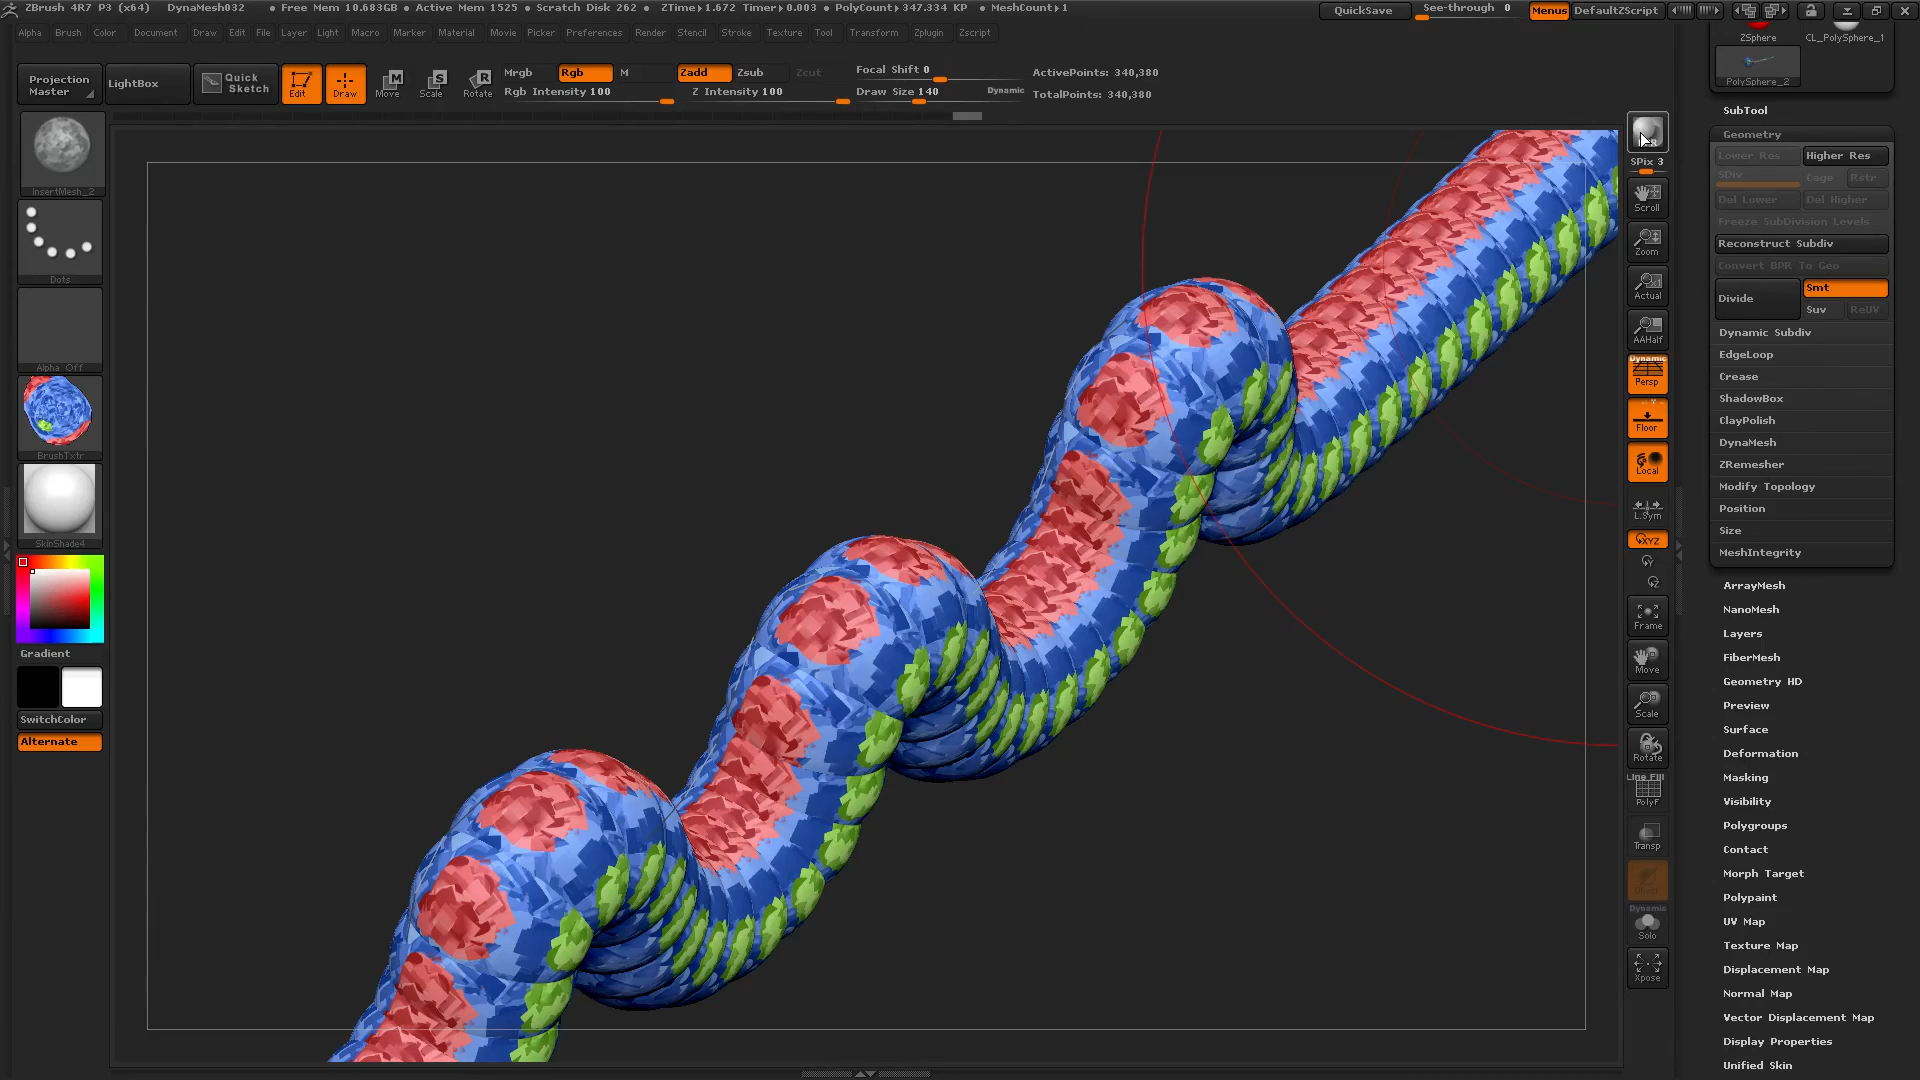 ZBrush 4R7 P3 (x64) DynaMesh032 • Free Mem 10.683GB • Active Mem 1525 • Scratch Disk 262 • ZTime▸1.672 Timer▸0.003 • PolyCount▸347.334 KP • MeshCount▸1
QuickSave See-through 0 Menus DefaultZScript
Alpha Brush Color Document Draw Edit File Layer Light Macro Marker Material Movie Picker Preferences Render Stencil Stroke Texture Tool Transform Zplugin Zscript
ZSphere CL_PolySphere_1
PolySphere_2
Projection Master
LightBox
Quick Sketch
Edit
Draw
Move
Scale
Rotate
Mrgb Rgb M
Rgb Intensity 100
Zadd Zsub Zcut
Z Intensity 100
Focal Shift 0
Draw Size 140 Dynamic
ActivePoints: 340,380
TotalPoints: 340,380
InsertMesh_2
Dots
Alpha Off
BrushTxtr
SkinShade4
Gradient
SwitchColor
Alternate
SPix 3
Scroll
Zoom
Actual
AAHalf
Dynamic
Persp
Floor
Local
L.Sym
XYZ
Frame
Move
Scale
Rotate
Line Fill
PolyF
Transp
Ghost
Dynamic
Solo
Xpose
SubTool
Geometry
Lower Res Higher Res
SDiv Cage Rstr
Del Lower Del Higher
Freeze SubDivision Levels
Reconstruct Subdiv
Convert BPR To Geo
Divide Smt
Suv ReUV
Dynamic Subdiv
EdgeLoop
Crease
ShadowBox
ClayPolish
DynaMesh
ZRemesher
Modify Topology
Position
Size
MeshIntegrity
ArrayMesh
NanoMesh
Layers
FiberMesh
Geometry HD
Preview
Surface
Deformation
Masking
Visibility
Polygroups
Contact
Morph Target
Polypaint
UV Map
Texture Map
Displacement Map
Normal Map
Vector Displacement Map
Display Properties
Unified Skin